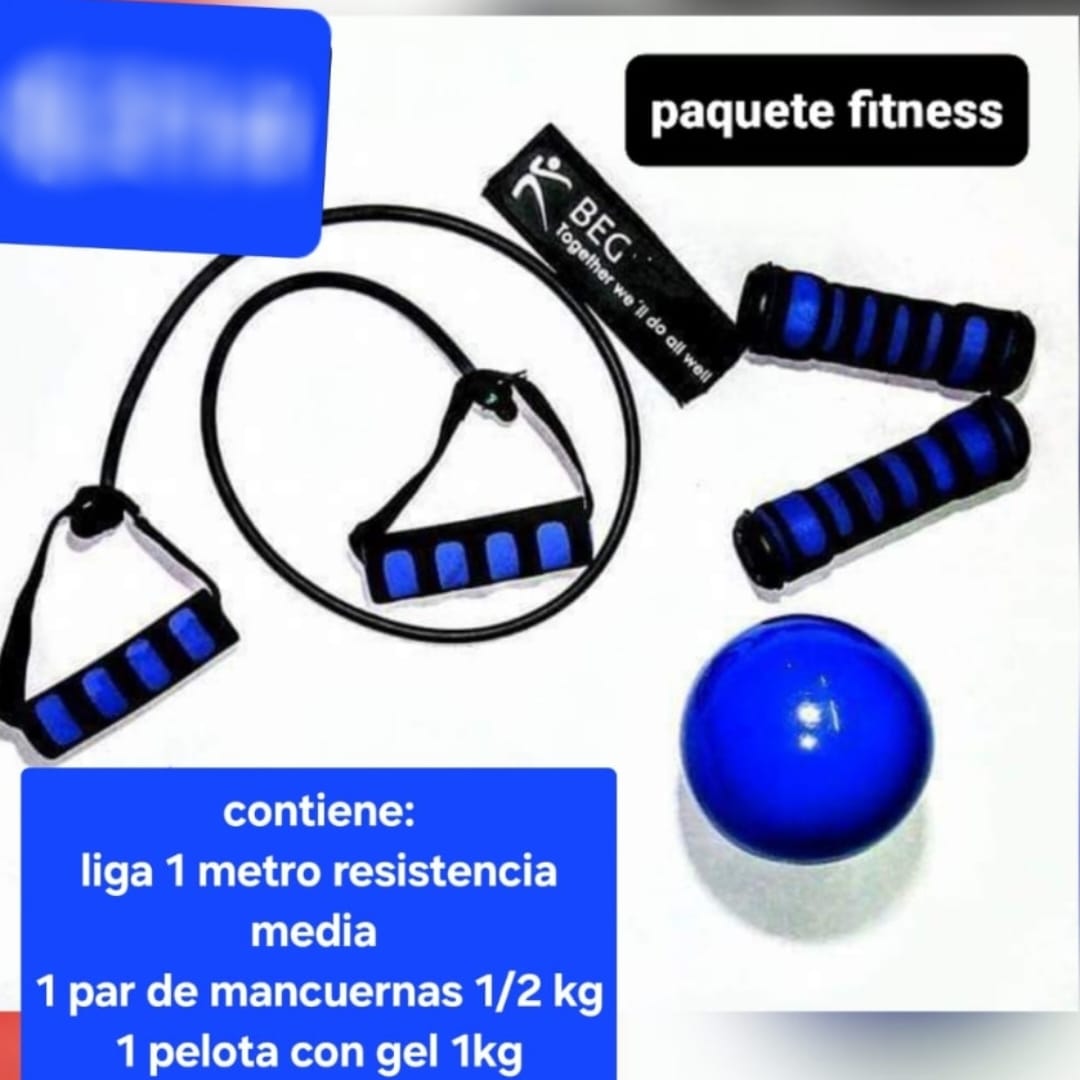 paquete fitness
BEG
Together we'll do all well
contiene:
liga 1 metro resistencia
media
1 par de mancuernas 1/2 kg
1 pelota con gel 1kg